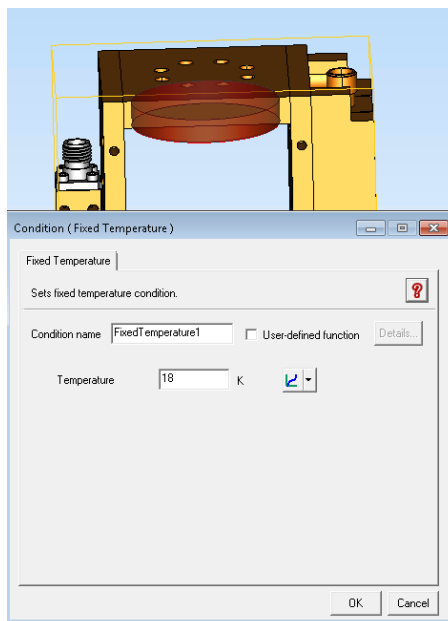 Condition ( Fixed Temperature )
Fixed Temperature
Sets fixed temperature condition.
Condition name FixedTemperature1 User-defined function Details...
Temperature 18 K
OK Cancel